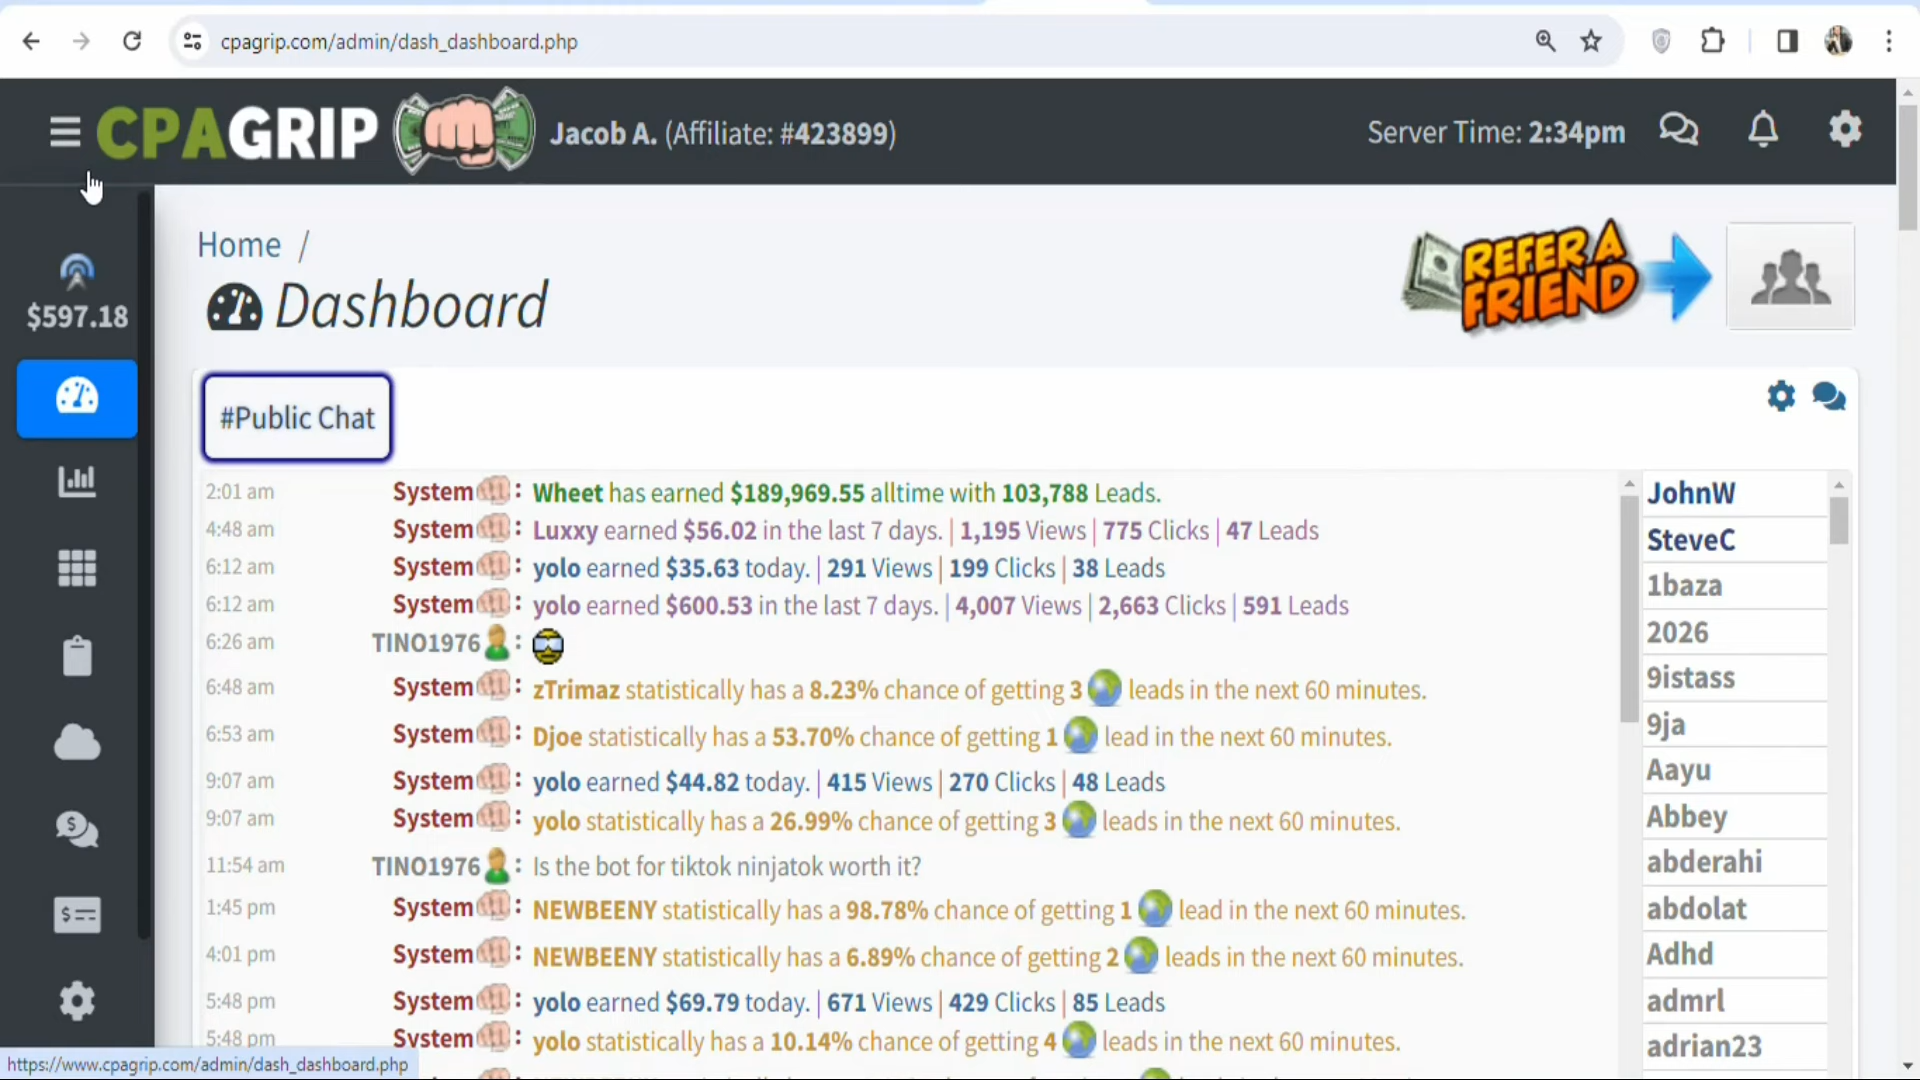 cpagrip.com/admin/dash_dashboard.php
CPAGRIP Jacob A. (Affiliate: #423899) Server Time: 2:34pm
$597.18
Home /
Dashboard
REFER A FRIEND
#Public Chat
2:01 am System : Wheet has earned $189,969.55 alltime with 103,788 Leads.
4:48 am System : Luxxy earned $56.02 in the last 7 days. | 1,195 Views | 775 Clicks | 47 Leads
6:12 am System : yolo earned $35.63 today. | 291 Views | 199 Clicks | 38 Leads
6:12 am System : yolo earned $600.53 in the last 7 days. | 4,007 Views | 2,663 Clicks | 591 Leads
6:26 am TINO1976 :
6:48 am System : zTrimaz statistically has a 8.23% chance of getting 3 leads in the next 60 minutes.
6:53 am System : Djoe statistically has a 53.70% chance of getting 1 lead in the next 60 minutes.
9:07 am System : yolo earned $44.82 today. | 415 Views | 270 Clicks | 48 Leads
9:07 am System : yolo statistically has a 26.99% chance of getting 3 leads in the next 60 minutes.
11:54 am TINO1976 : Is the bot for tiktok ninjatok worth it?
1:45 pm System : NEWBEENY statistically has a 98.78% chance of getting 1 lead in the next 60 minutes.
4:01 pm System : NEWBEENY statistically has a 6.89% chance of getting 2 leads in the next 60 minutes.
5:48 pm System : yolo earned $69.79 today. | 671 Views | 429 Clicks | 85 Leads
5:48 pm System : yolo statistically has a 10.14% chance of getting 4 leads in the next 60 minutes.
JohnW
SteveC
1baza
2026
9istass
9ja
Aayu
Abbey
abderahi
abdolat
Adhd
admrl
adrian23
https://www.cpagrip.com/admin/dash_dashboard.php